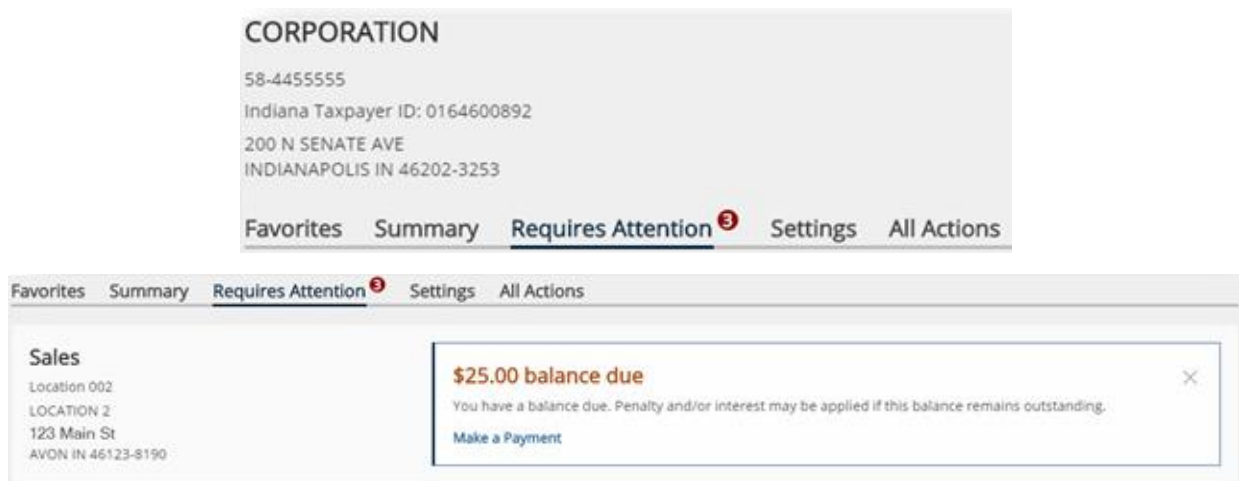 CORPORATION
58-4455555
Indiana Taxpayer ID: 0164600892
200 N SENATE AVE
INDIANAPOLIS IN 46202-3253
Favorites Summary Requires Attention 3 Settings All Actions
Favorites Summary Requires Attention 3 Settings All Actions
Sales
Location 002
LOCATION 2
123 Main St
AVON IN 46123-8190
$25.00 balance due
You have a balance due. Penalty and/or interest may be applied if this balance remains outstanding.
Make a Payment